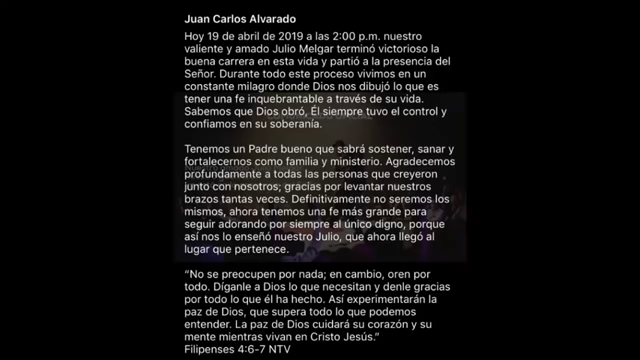 Juan Carlos Alvarado
Hoy 19 de abril de 2019 a las 2:00 p.m. nuestro
valiente y amado Julio Melgar terminó victorioso la
buena carrera en esta vida y partió a la presencia del
Señor. Durante todo este proceso vivimos en un
constante milagro donde Dios nos dibujó lo que es
tener una fe inquebrantable a través de su vida.
Sabemos que Dios obró, Él siempre tuvo el control y
confiamos en su soberanía.
Tenemos un Padre bueno que sabrá sostener, sanar y
fortalecernos como familia y ministerio. Agradecemos
profundamente a todas las personas que creyeron
junto con nosotros; gracias por levantar nuestros
brazos tantas veces. Definitivamente no seremos los
mismos, ahora tenemos una fe más grande para
seguir adorando por siempre al único digno, porque
así nos lo enseñó nuestro Julio, que ahora llegó al
lugar que pertenece.
“No se preocupen por nada; en cambio, oren por
todo. Díganle a Dios lo que necesitan y denle gracias
por todo lo que él ha hecho. Así experimentarán la
paz de Dios, que supera todo lo que podemos
entender. La paz de Dios cuidará su corazón y su
mente mientras vivan en Cristo Jesús.”
Filipenses 4:6-7 NTV